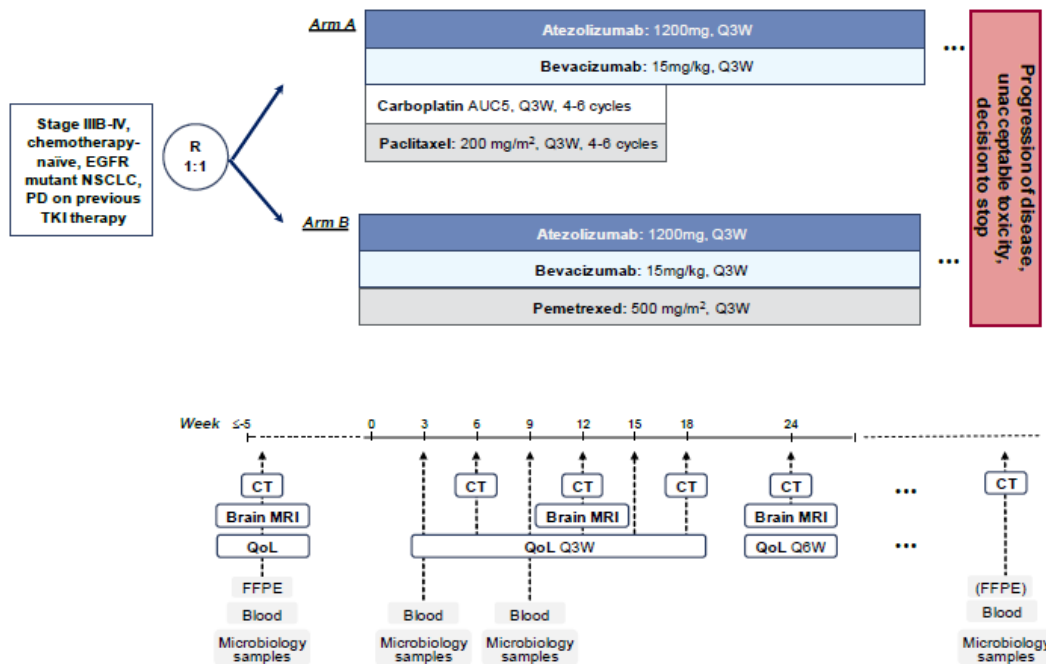 Arm A
Atezolizumab: 1200mg, Q3W
Bevacizumab: 15mg/kg, Q3W
Carboplatin AUC5, Q3W, 4-6 cycles
Paclitaxel: 200 mg/m², Q3W, 4-6 cycles
...
Stage IIIB-IV,
chemotherapy-
naïve, EGFR
mutant NSCLC,
PD on previous
TKI therapy
R
1:1
Arm B
Atezolizumab: 1200mg, Q3W
Bevacizumab: 15mg/kg, Q3W
Pemetrexed: 500 mg/m², Q3W
...
Progression of disease,
unacceptable toxicity,
decision to stop
Week ≤-5 0 3 6 9 12 15 18 24
CT CT CT CT CT ... CT
Brain MRI Brain MRI Brain MRI
QoL QoL Q3W QoL Q6W ...
FFPE (FFPE)
Blood Blood Blood Blood
Microbiology Microbiology Microbiology Microbiology
samples samples samples samples